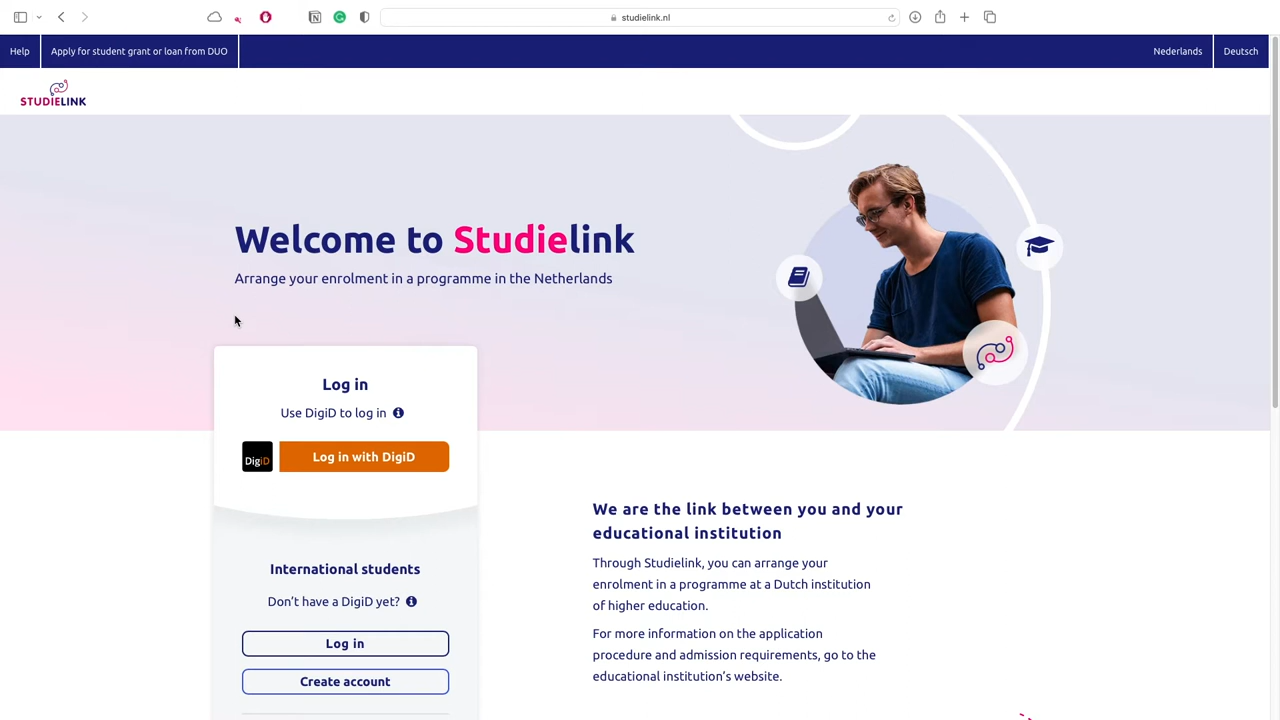 studielink.nl
Help
Apply for student grant or loan from DUO
Nederlands
Deutsch
STUDIELINK
Welcome to Studielink
Arrange your enrolment in a programme in the Netherlands
Log in
Use DigiD to log in
DigiD
Log in with DigiD
International students
Don't have a DigiD yet?
Log in
Create account
We are the link between you and your
educational institution
Through Studielink, you can arrange your
enrolment in a programme at a Dutch institution
of higher education.
For more information on the application
procedure and admission requirements, go to the
educational institution's website.